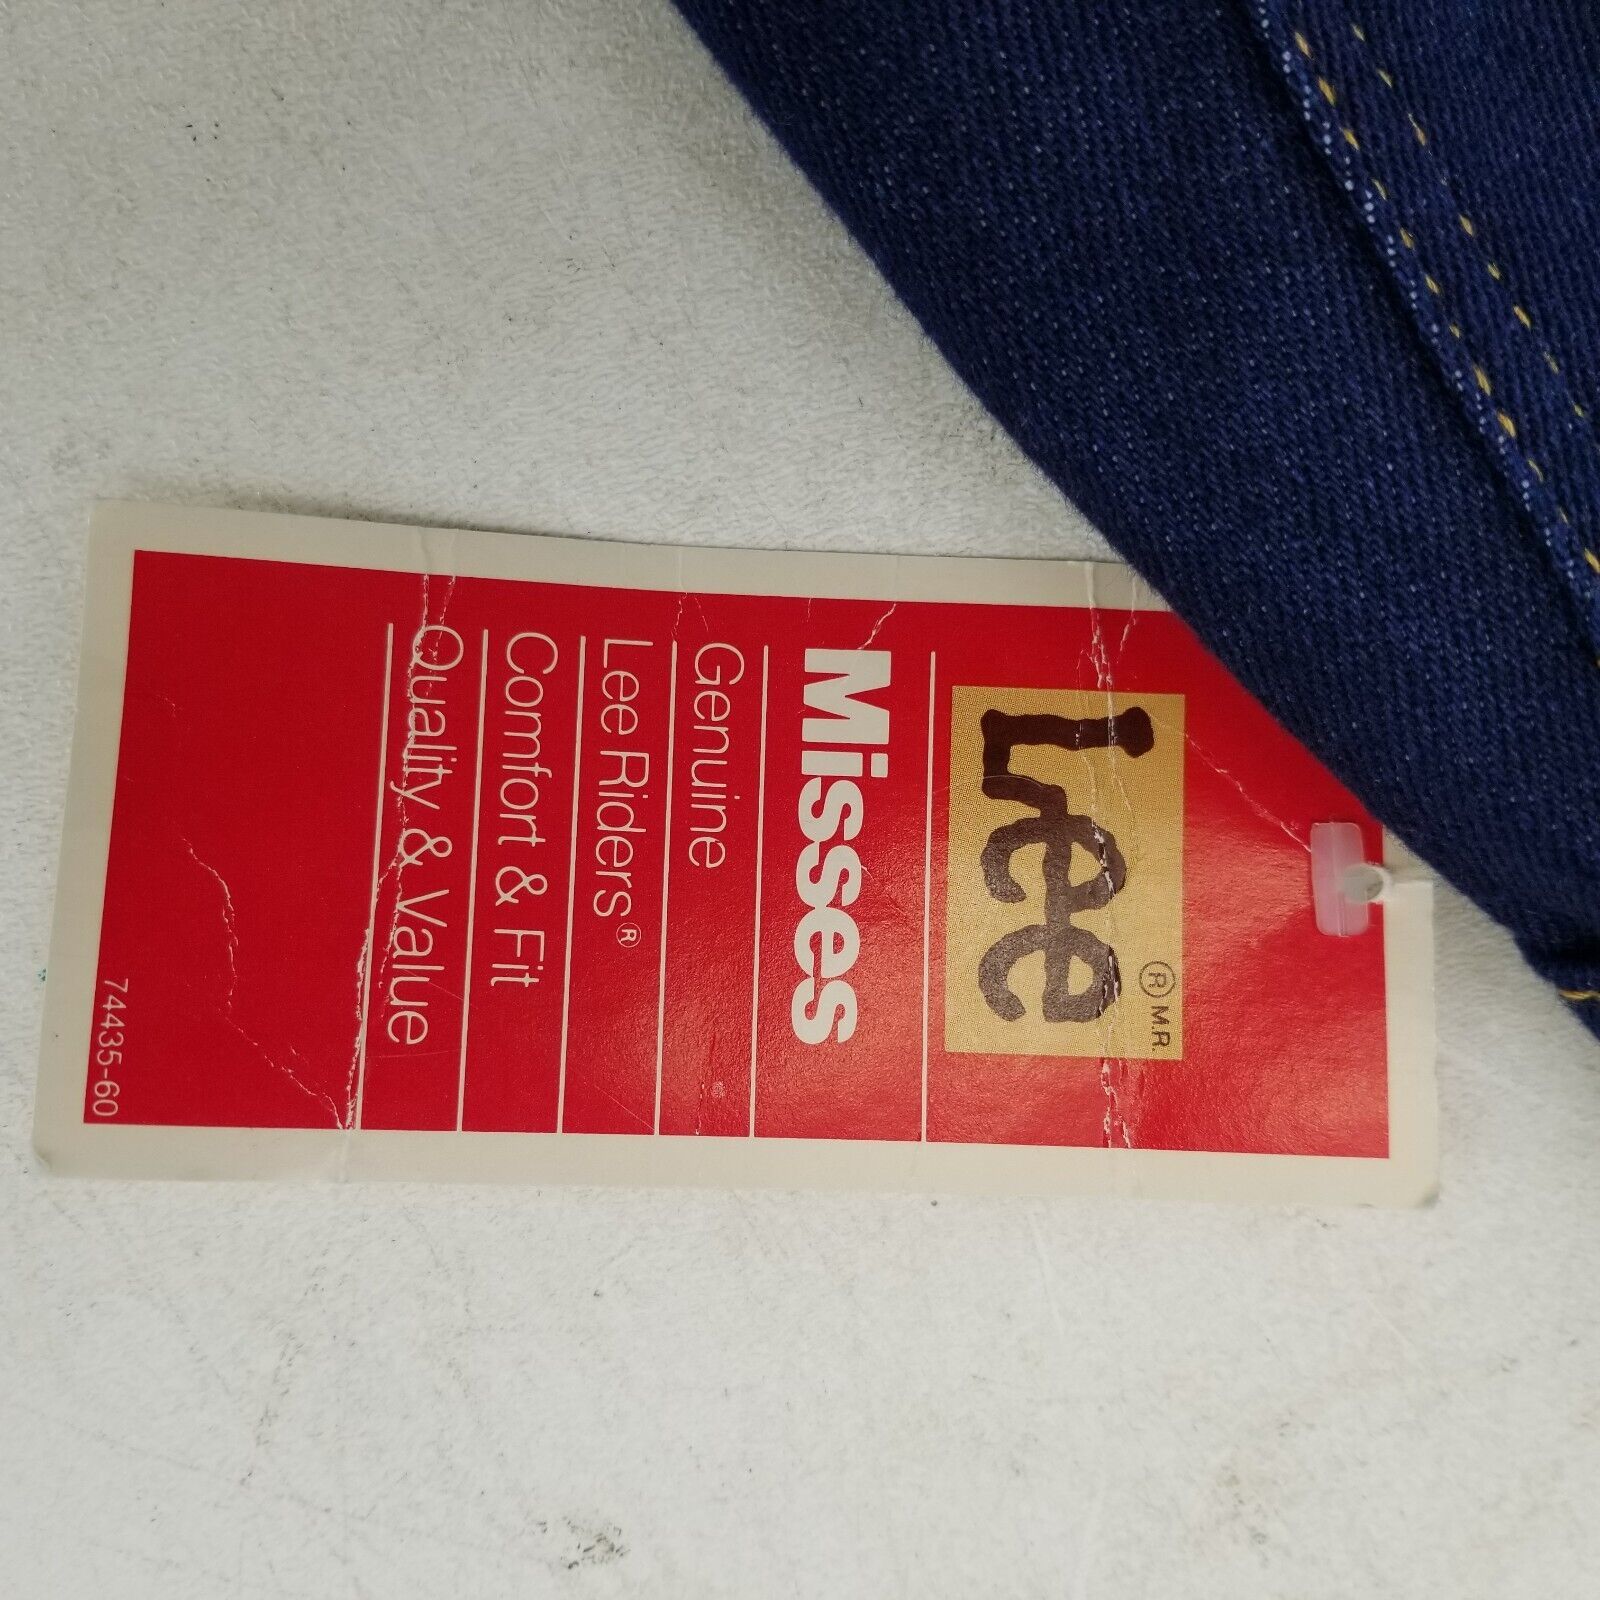 Lee
® M.R.
Misses
Genuine
Lee Riders®
Comfort & Fit
Quality & Value
74435-60